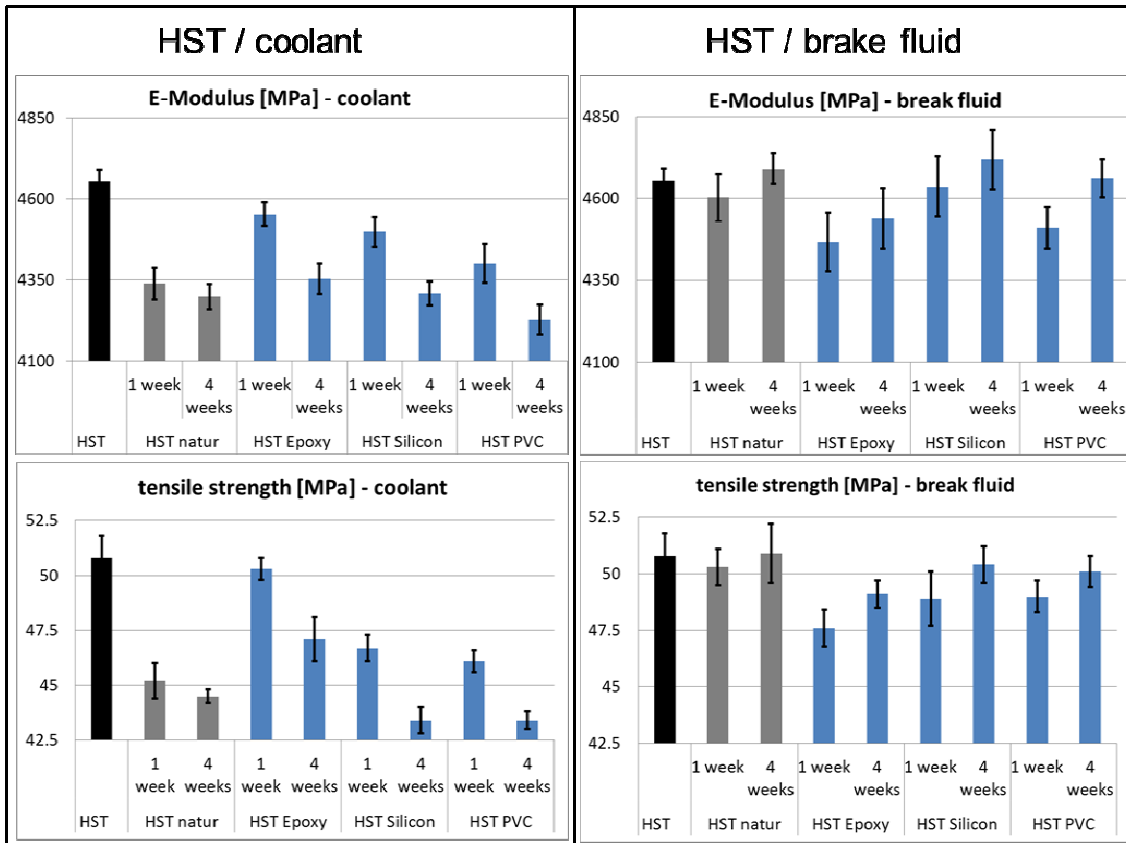 HST / coolant
E-Modulus [MPa] - coolant
4850
4600
4350
4100
1 week 4 weeks 1 week 4 weeks 1 week 4 weeks 1 week 4 weeks
HST HST natur HST Epoxy HST Silicon HST PVC
tensile strength [MPa] - coolant
52.5
50
47.5
45
42.5
1 week 4 weeks 1 week 4 weeks 1 week 4 weeks 1 week 4 weeks
HST HST natur HST Epoxy HST Silicon HST PVC
HST / brake fluid
E-Modulus [MPa] - break fluid
4850
4600
4350
4100
1 week 4 weeks 1 week 4 weeks 1 week 4 weeks 1 week 4 weeks
HST HST natur HST Epoxy HST Silicon HST PVC
tensile strength [MPa] - break fluid
52.5
50
47.5
45
42.5
1 week 4 weeks 1 week 4 weeks 1 week 4 weeks 1 week 4 weeks
HST HST natur HST Epoxy HST Silicon HST PVC